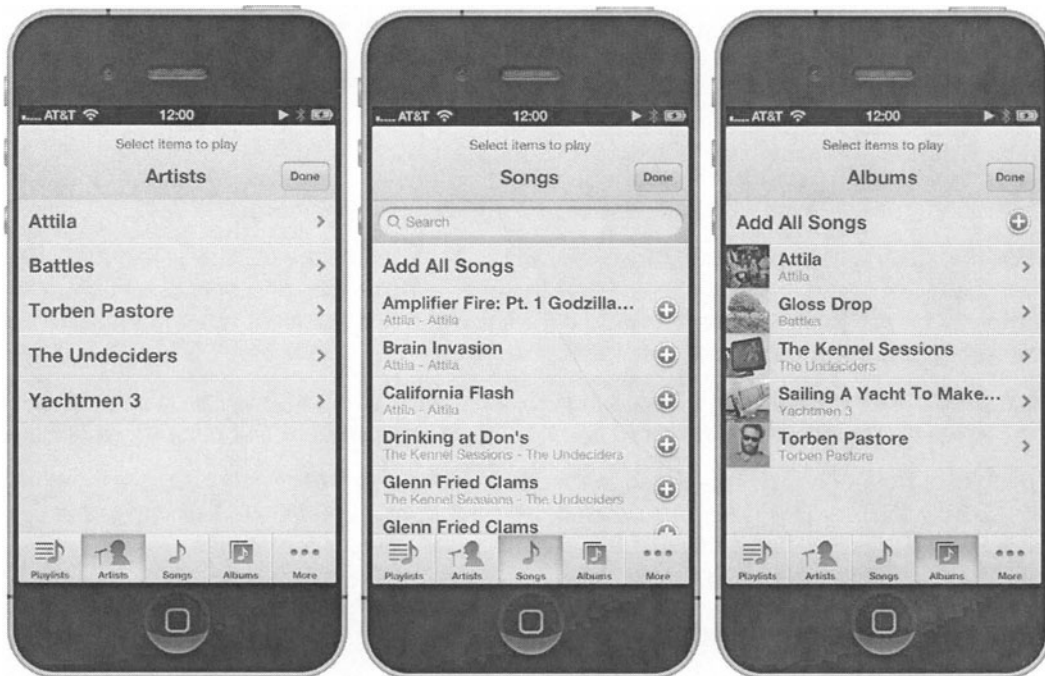 AT&T 12:00
Select items to play
Artists Done
Attila
Battles
Torben Pastore
The Undeciders
Yachtmen 3
Playlists Artists Songs Albums More
AT&T 12:00
Select items to play
Songs Done
Search
Add All Songs
Amplifier Fire: Pt. 1 Godzilla...
Attila - Attila
Brain Invasion
Attila - Attila
California Flash
Attila - Attila
Drinking at Don's
The Kennel Sessions - The Undeciders
Glenn Fried Clams
The Kennel Sessions - The Undeciders
Glenn Fried Clams
Playlists Artists Songs Albums More
AT&T 12:00
Select items to play
Albums Done
Add All Songs
Attila
Attila
Gloss Drop
Battles
The Kennel Sessions
The Undeciders
Sailing A Yacht To Make...
Yachtmen 3
Torben Pastore
Torben Pastore
Playlists Artists Songs Albums More